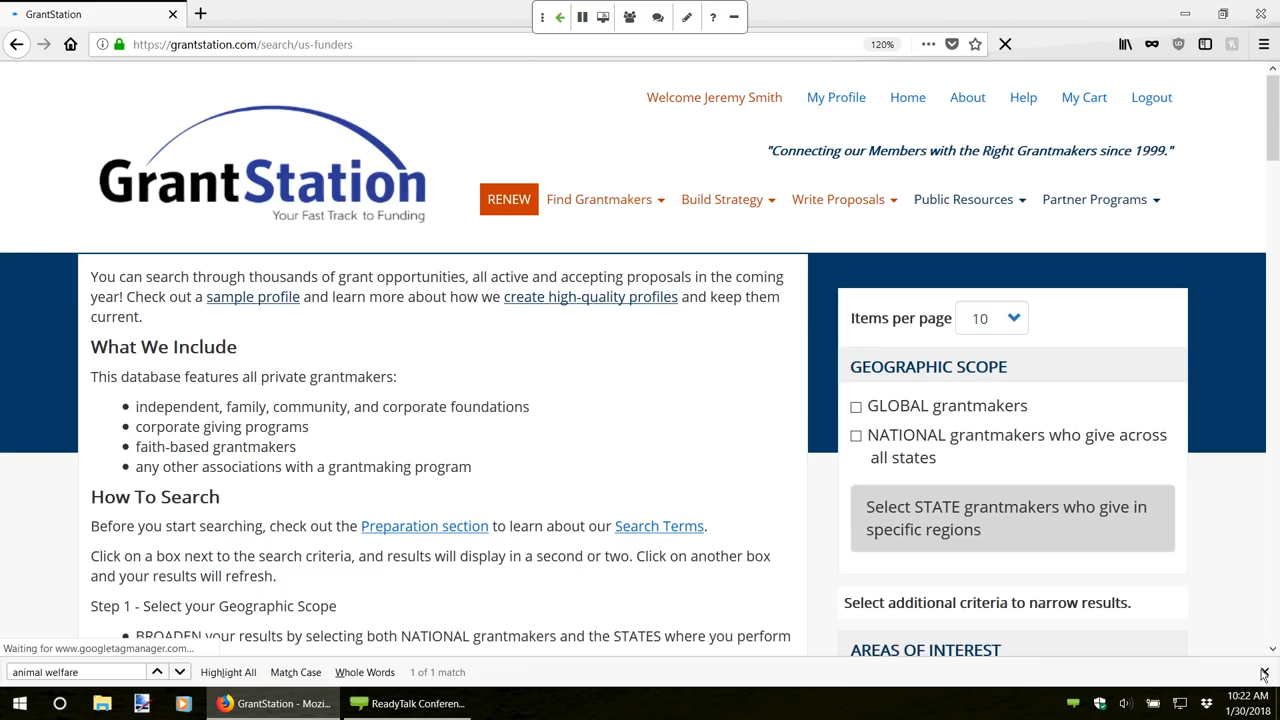 GrantStation
https://grantstation.com/search/us-funders
120%
Welcome Jeremy Smith
My Profile
Home
About
Help
My Cart
Logout
GrantStation
Your Fast Track to Funding
"Connecting our Members with the Right Grantmakers since 1999."
RENEW
Find Grantmakers
Build Strategy
Write Proposals
Public Resources
Partner Programs
You can search through thousands of grant opportunities, all active and accepting proposals in the coming
year! Check out a sample profile and learn more about how we create high-quality profiles and keep them
current.
What We Include
This database features all private grantmakers:
• independent, family, community, and corporate foundations
• corporate giving programs
• faith-based grantmakers
• any other associations with a grantmaking program
How To Search
Before you start searching, check out the Preparation section to learn about our Search Terms.
Click on a box next to the search criteria, and results will display in a second or two. Click on another box
and your results will refresh.
Step 1 - Select your Geographic Scope
• BROADEN your results by selecting both NATIONAL grantmakers and the STATES where you perform
Items per page 10
GEOGRAPHIC SCOPE
GLOBAL grantmakers
NATIONAL grantmakers who give across
all states
Select STATE grantmakers who give in
specific regions
Select additional criteria to narrow results.
AREAS OF INTEREST
Waiting for www.googletagmanager.com...
animal welfare
Highlight All
Match Case
Whole Words
1 of 1 match
GrantStation - Mozi...
ReadyTalk Conferen...
10:22 AM
1/30/2018